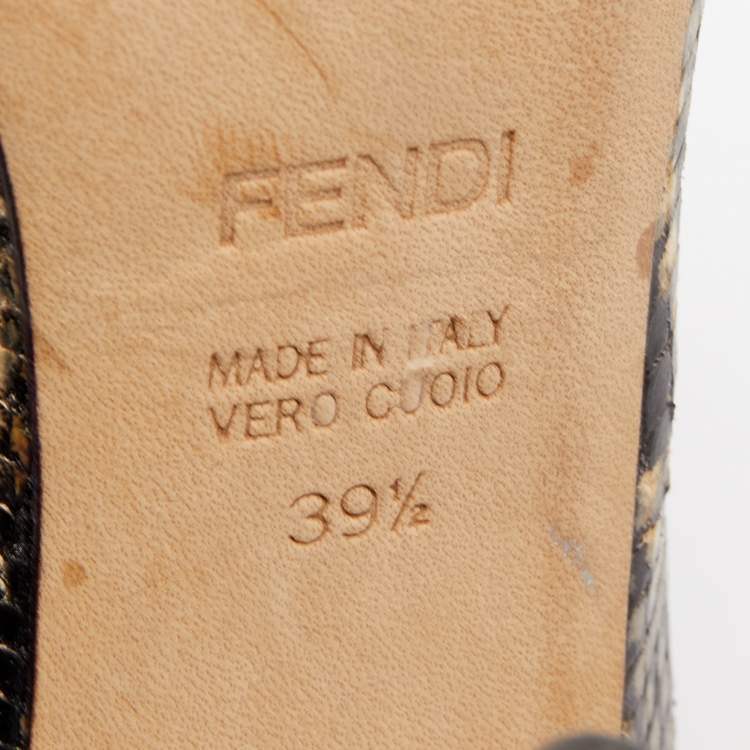 FENDI
MADE IN ITALY
VERO CUOIO
39½